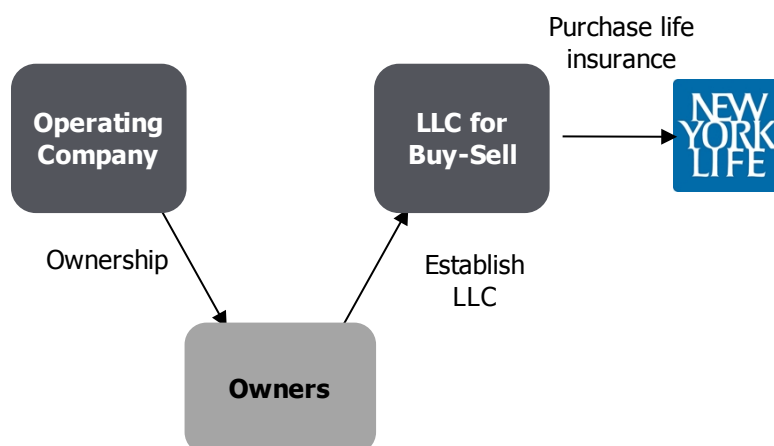 Purchase life
insurance
Operating
Company
LLC for
Buy-Sell
NEW
YORK
LIFE
Ownership
Establish
LLC
Owners